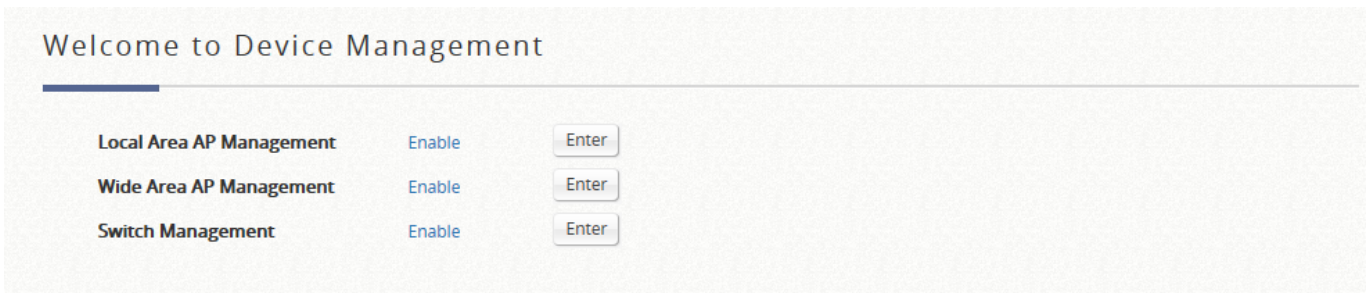 Welcome to Device Management
Local Area AP Management Enable Enter
Wide Area AP Management Enable Enter
Switch Management Enable Enter